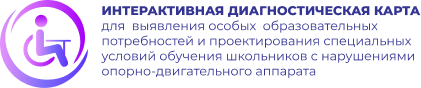 ИНТЕРАКТИВНАЯ ДИАГНОСТИЧЕСКАЯ КАРТА
для выявления особых образовательных
потребностей и проектирования специальных
условий обучения школьников с нарушениями
опорно-двигательного аппарата